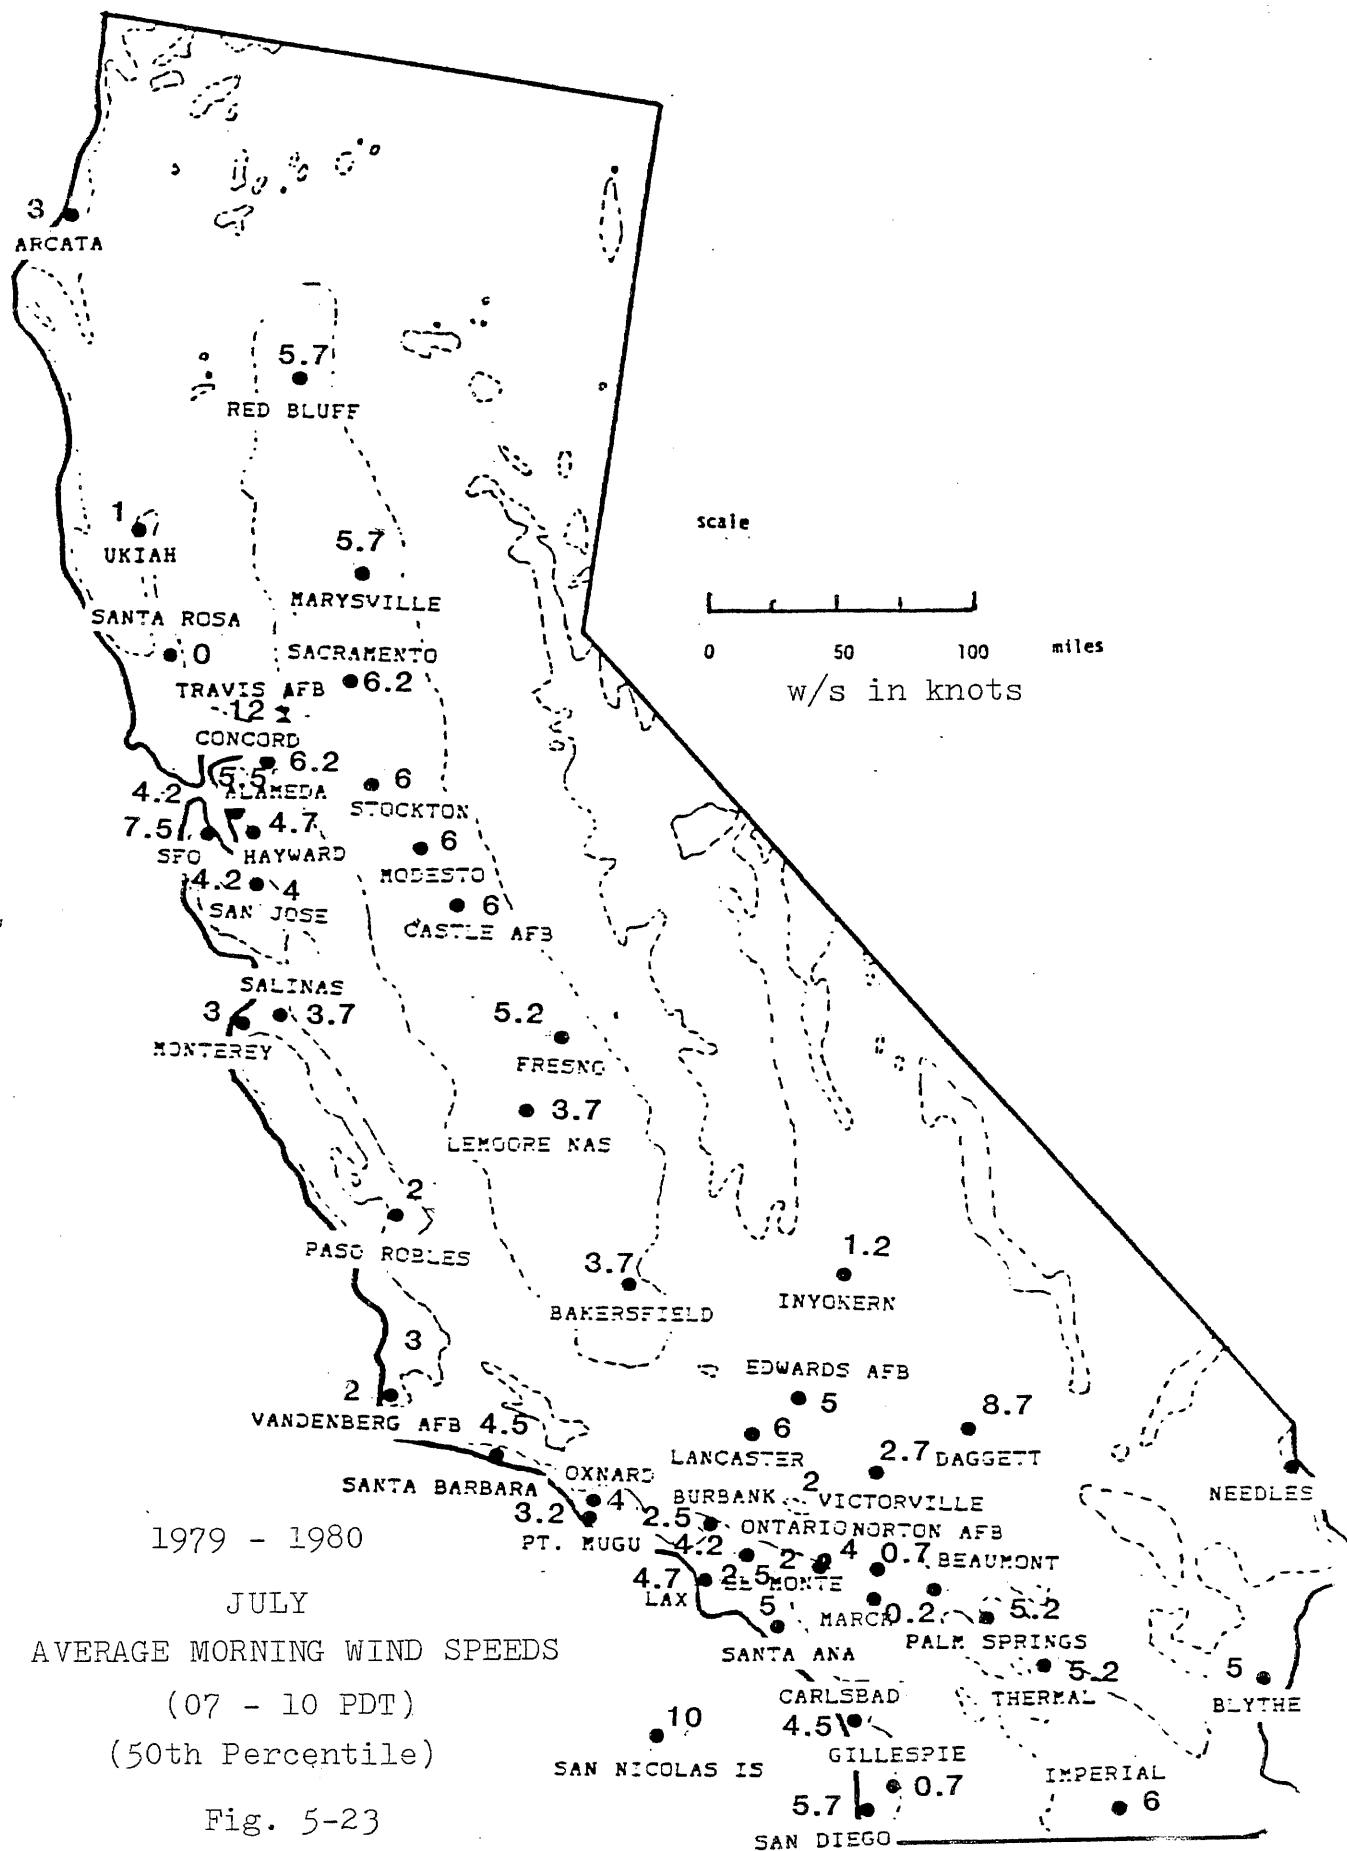 3
ARCATA
5.7
RED BLUFF
1
UKIAH
5.7
MARYSVILLE
scale
0 50 100 miles
w/s in knots
SANTA ROSA
0
SACRAMENTO
6.2
TRAVIS AFB
12
CONCORD
6.2
5.5
ALAMEDA
4.2
6
STOCKTON
7.5
SFO
4.7
HAYWARD
6
MODESTO
4.2
4
SAN JOSE
6
CASTLE AFB
SALINAS
3.7
3
MONTEREY
5.2
FRESNO
3.7
LEMOORE NAS
2
PASO ROBLES
3.7
BAKERSFIELD
1.2
INYOKERN
3
2
VANDENBERG AFB
EDWARDS AFB
5
4.5
SANTA BARBARA
6
LANCASTER
8.7
DAGGETT
2.7
VICTORVILLE
2
NEEDLES
OXNARD
4
3.2
PT. MUGU
BURBANK
2.5
ONTARIO
NORTON AFB
4.2
2
4
0.7
BEAUMONT
4.7
LAX
2.5
EL MONTE
5
SANTA ANA
MARCH
0.2
5.2
PALM SPRINGS
5.2
THERMAL
5
BLYTHE
CARLSBAD
4.5
10
SAN NICOLAS IS
GILLESPIE
0.7
5.7
SAN DIEGO
IMPERIAL
6
1979 - 1980
JULY
AVERAGE MORNING WIND SPEEDS
(07 - 10 PDT)
(50th Percentile)
Fig. 5-23